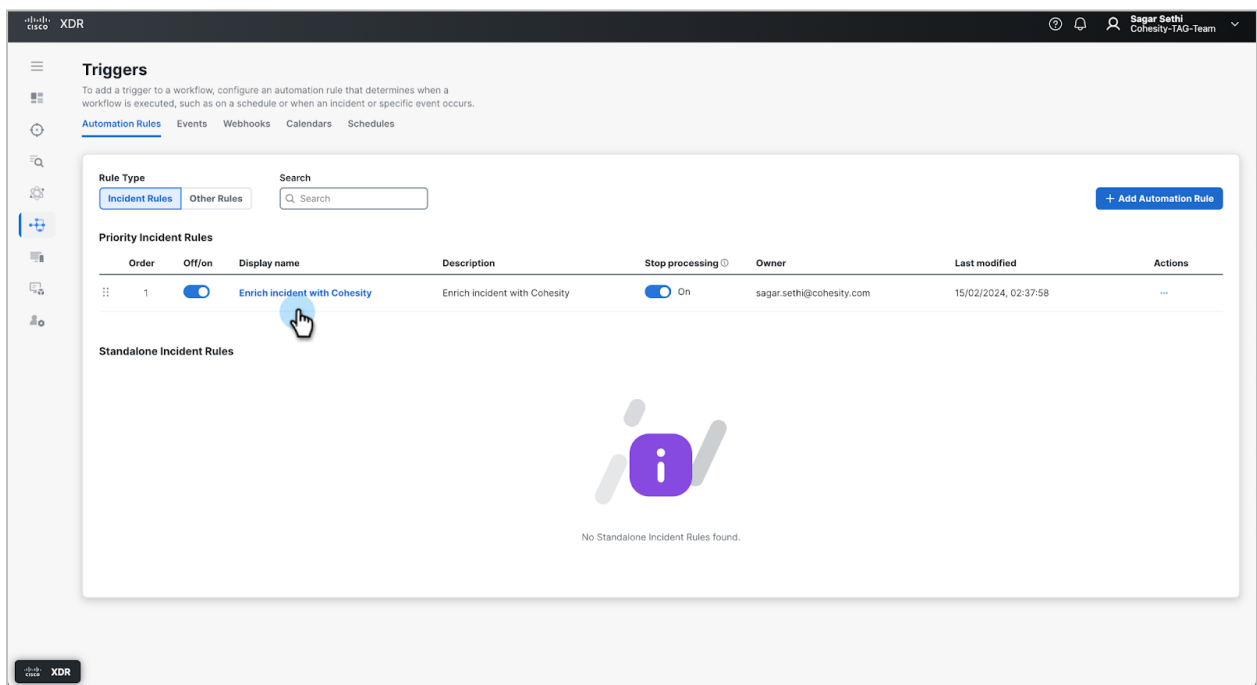 CISCO XDR
Sagar Sethi
Cohesity-TAG-Team
Triggers
To add a trigger to a workflow, configure an automation rule that determines when a
workflow is executed, such as on a schedule or when an incident or specific event occurs.
Automation Rules Events Webhooks Calendars Schedules
Rule Type Search
Incident Rules Other Rules Search + Add Automation Rule
Priority Incident Rules
Order Off/on Display name Description Stop processing Owner Last modified Actions
1 Enrich incident with Cohesity Enrich incident with Cohesity On sagar.sethi@cohesity.com 15/02/2024, 02:37:58 ...
Standalone Incident Rules
No Standalone Incident Rules found.
CISCO XDR